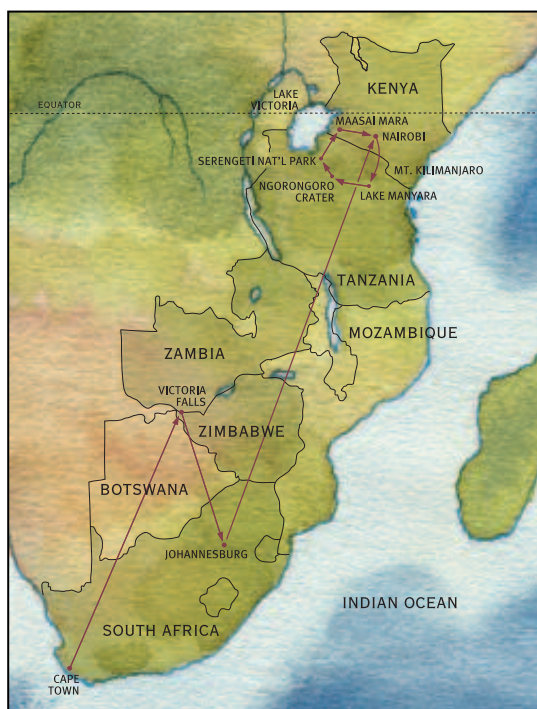 KENYA
LAKE
VICTORIA
EQUATOR
MAASAI MARA
NAIROBI
SERENGETI NAT'L PARK
MT. KILIMANJARO
NGORONGORO
CRATER
LAKE MANYARA
TANZANIA
MOZAMBIQUE
ZAMBIA
VICTORIA
FALLS
ZIMBABWE
BOTSWANA
JOHANNESBURG
INDIAN OCEAN
SOUTH AFRICA
CAPE
TOWN